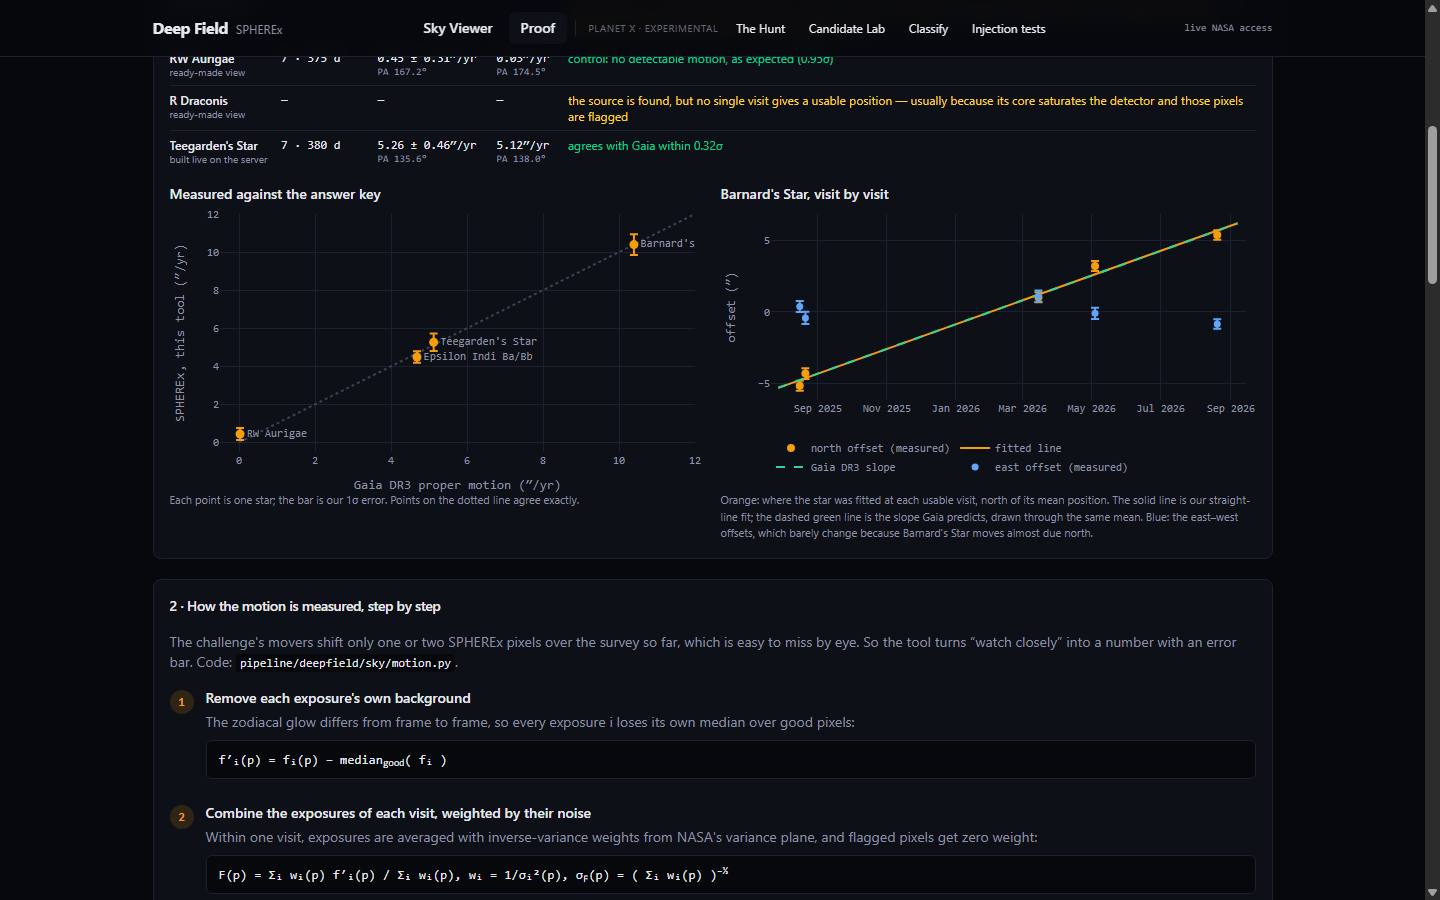 Deep Field SPHEREx Sky Viewer Proof PLANET X · EXPERIMENTAL The Hunt Candidate Lab Classify Injection tests live NASA access
RW Aurigae 7 · 375 d 0.45 ± 0.31″/yr 0.03″/yr control: no detectable motion, as expected (0.95σ)
ready-made view PA 167.2° PA 174.5°
R Draconis – – – the source is found, but no single visit gives a usable position — usually because its core saturates the detector and those pixels
ready-made view are flagged
Teegarden's Star 7 · 380 d 5.26 ± 0.46″/yr 5.12″/yr agrees with Gaia within 0.32σ
built live on the server PA 135.6° PA 138.0°
Measured against the answer key
12
10
8
6
4
2
0
SPHEREx, this tool (″/yr)
Barnard's
Teegarden's Star
Epsilon Indi Ba/Bb
RW Aurigae
0 2 4 6 8 10 12
Gaia DR3 proper motion (″/yr)
Each point is one star; the bar is our 1σ error. Points on the dotted line agree exactly.
Barnard's Star, visit by visit
5
0
−5
offset (″)
Sep 2025 Nov 2025 Jan 2026 Mar 2026 May 2026 Jul 2026 Sep 2026
north offset (measured) fitted line
Gaia DR3 slope east offset (measured)
Orange: where the star was fitted at each usable visit, north of its mean position. The solid line is our straight-
line fit; the dashed green line is the slope Gaia predicts, drawn through the same mean. Blue: the east–west
offsets, which barely change because Barnard's Star moves almost due north.
2 · How the motion is measured, step by step
The challenge's movers shift only one or two SPHEREx pixels over the survey so far, which is easy to miss by eye. So the tool turns “watch closely” into a number with an error
bar. Code: pipeline/deepfield/sky/motion.py .
1 Remove each exposure's own background
The zodiacal glow differs from frame to frame, so every exposure i loses its own median over good pixels:
f′ᵢ(p) = fᵢ(p) − median_good( fᵢ )
2 Combine the exposures of each visit, weighted by their noise
Within one visit, exposures are averaged with inverse-variance weights from NASA's variance plane, and flagged pixels get zero weight:
F(p) = Σᵢ wᵢ(p) f′ᵢ(p) / Σᵢ wᵢ(p), wᵢ = 1/σᵢ²(p), σ_F(p) = ( Σᵢ wᵢ(p) )^−½